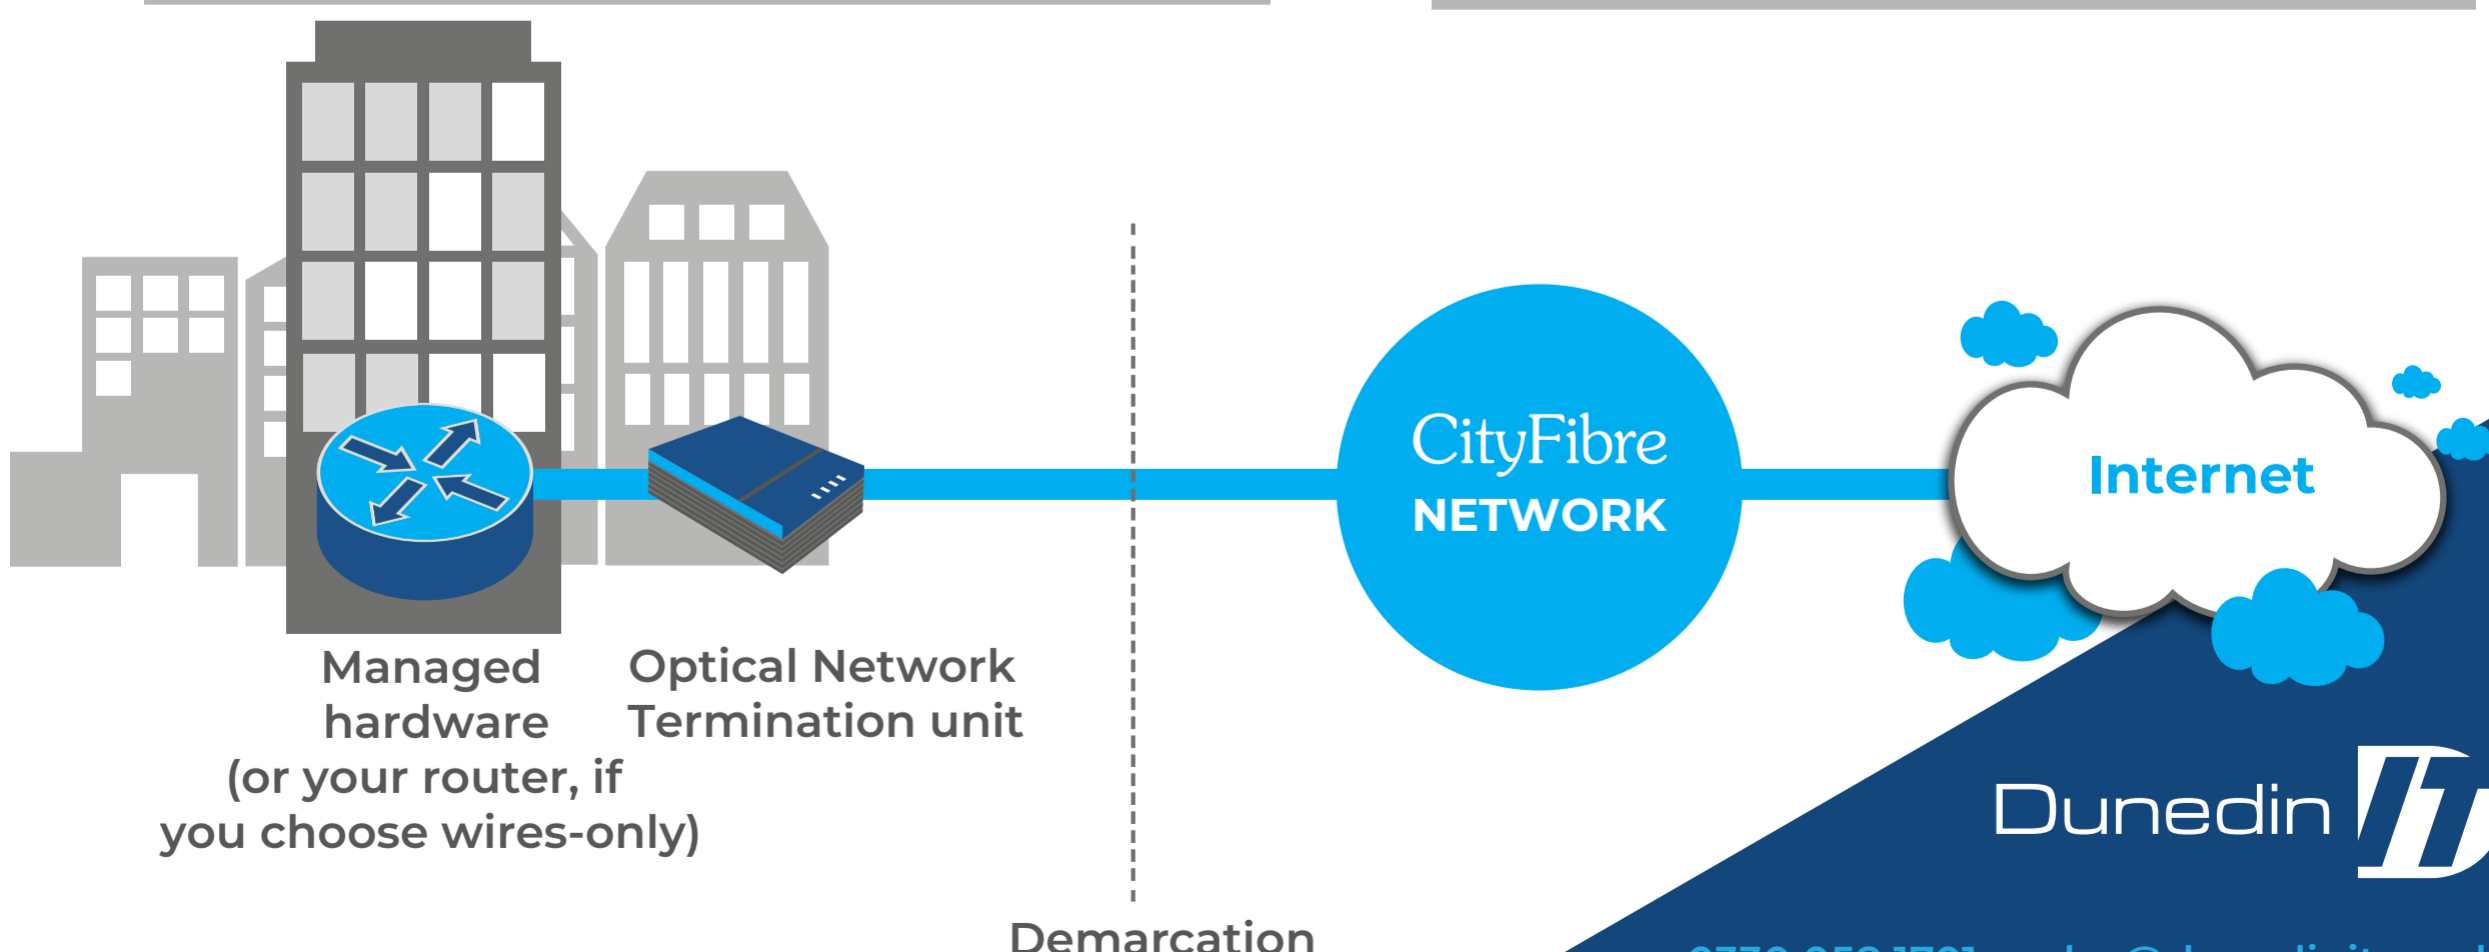 CityFibre
NETWORK
Internet
Managed
hardware
(or your router, if
you choose wires-only)
Optical Network
Termination unit
Demarcation
Dunedin IT